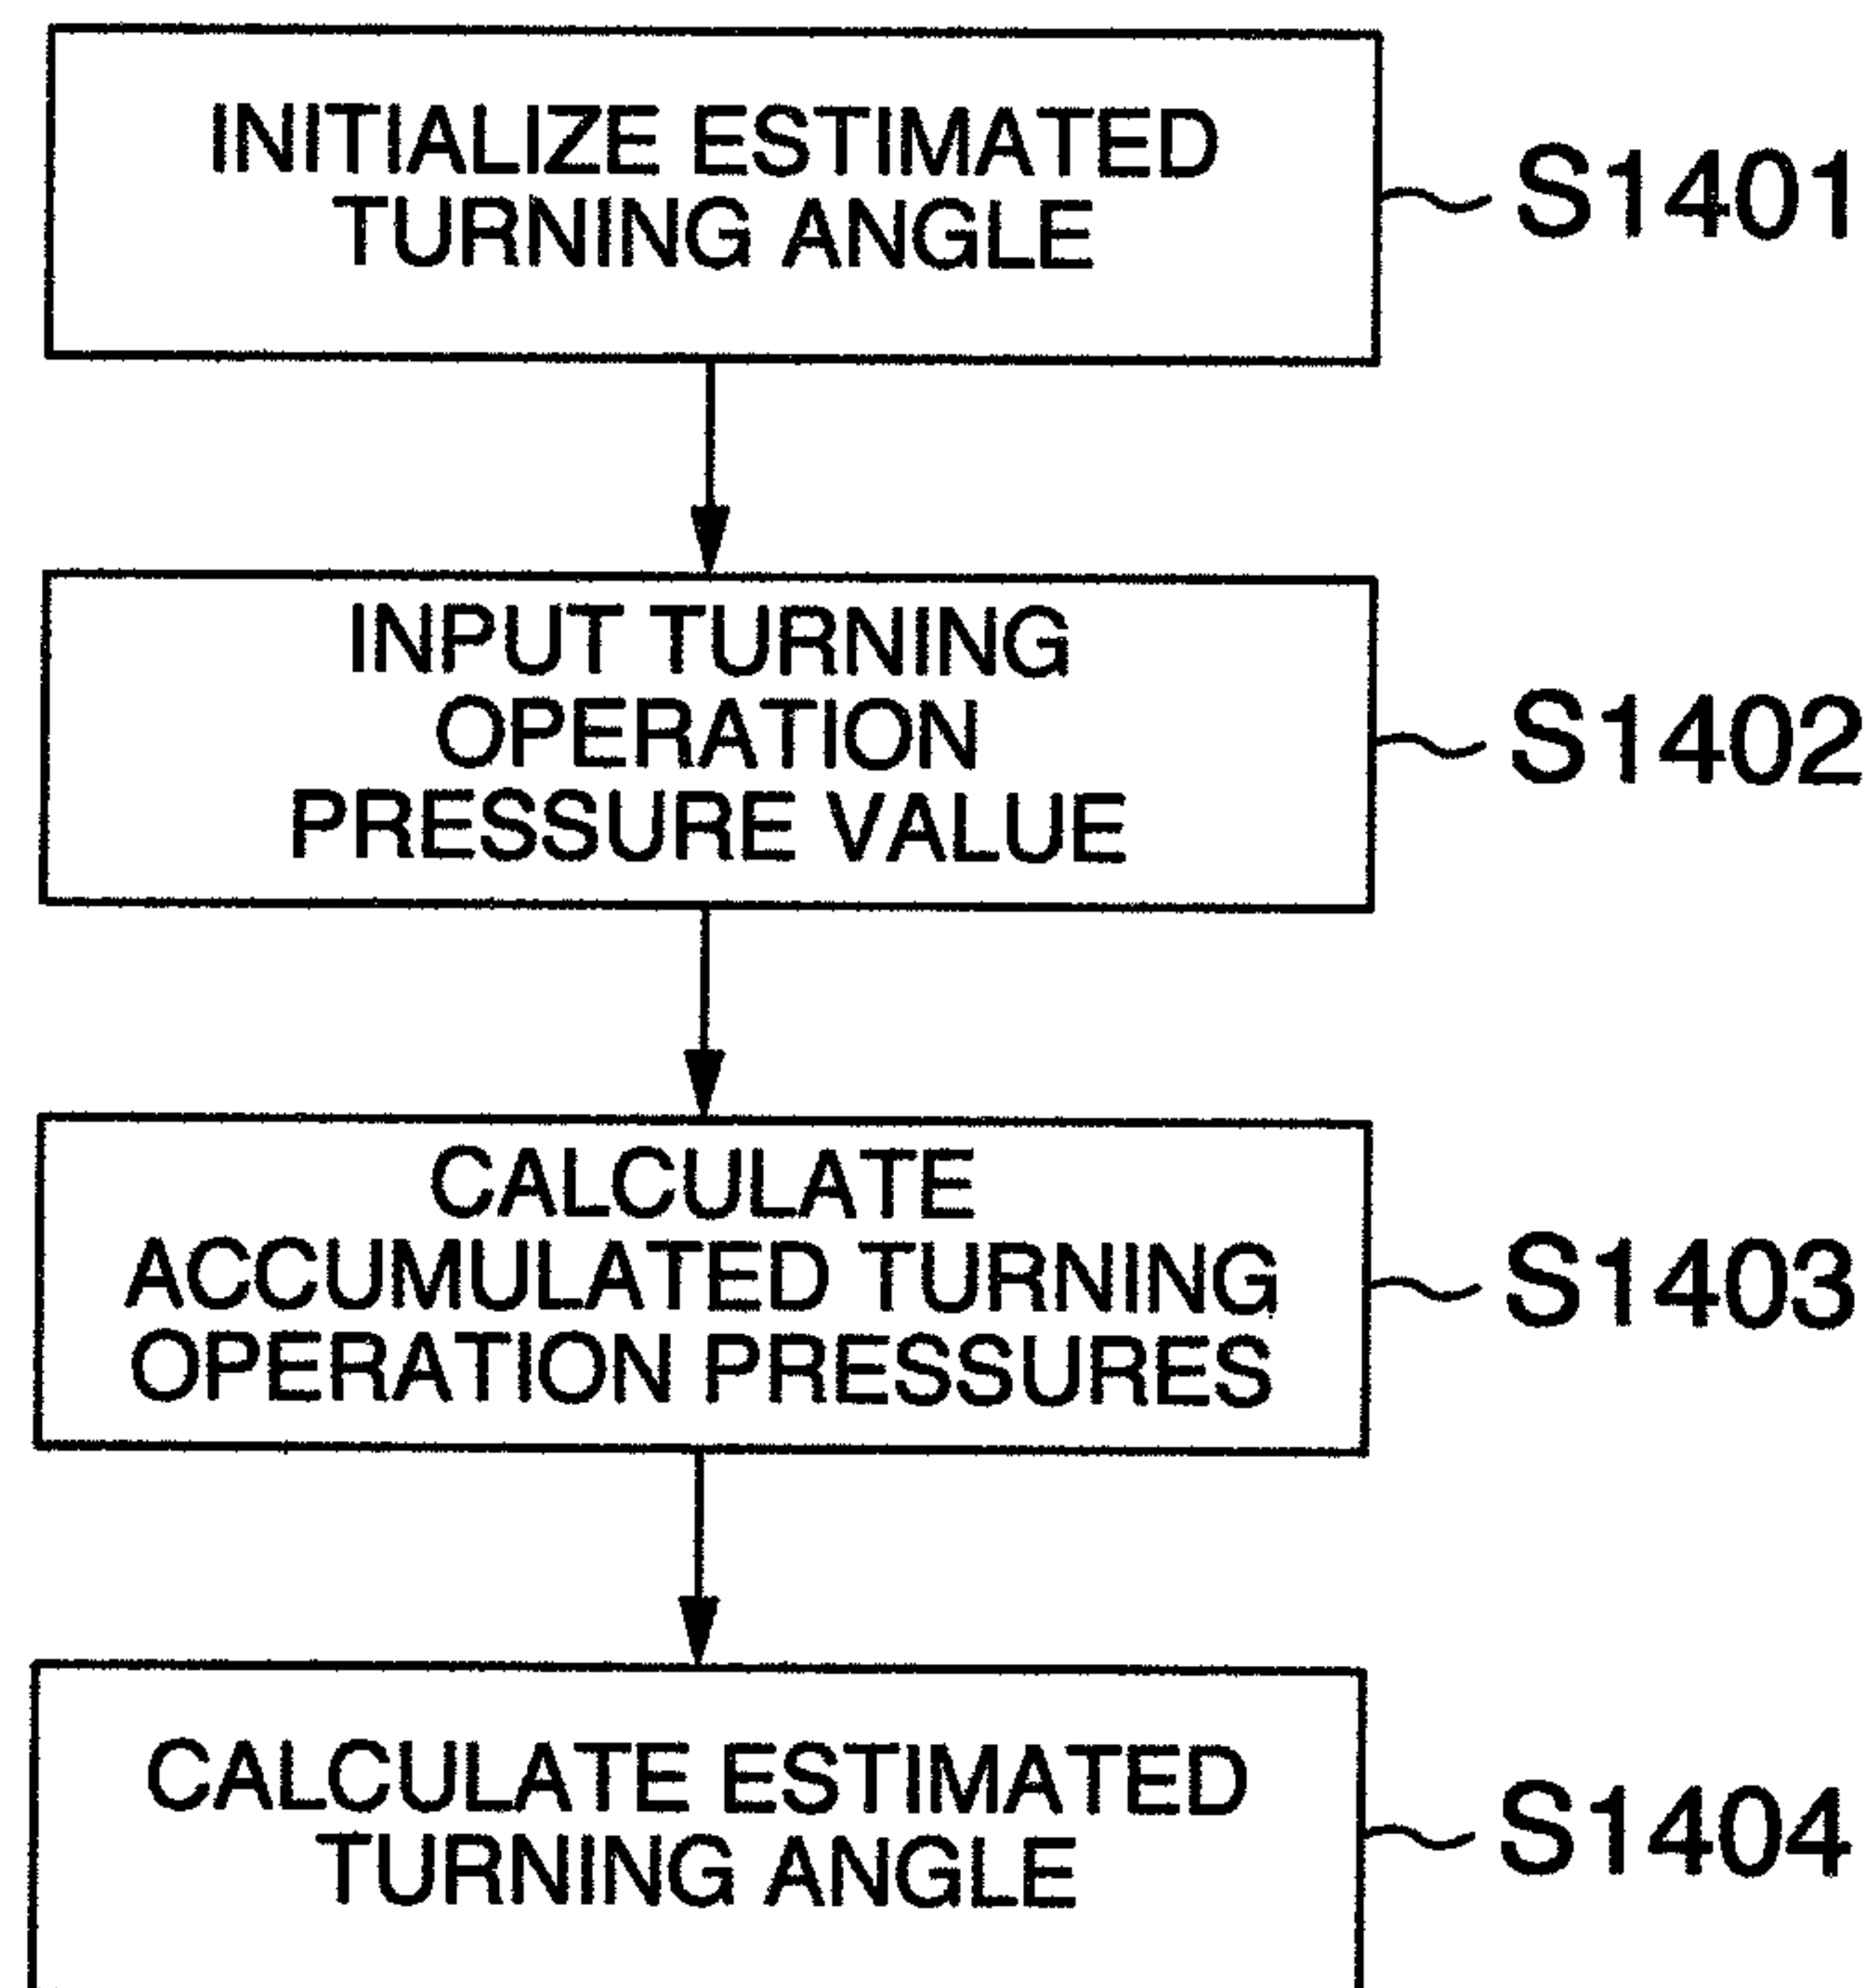 INITIALIZE ESTIMATED
TURNING ANGLE
S1401
INPUT TURNING
OPERATION
PRESSURE VALUE
S1402
CALCULATE
ACCUMULATED TURNING
OPERATION PRESSURES
S1403
CALCULATE ESTIMATED
TURNING ANGLE
S1404